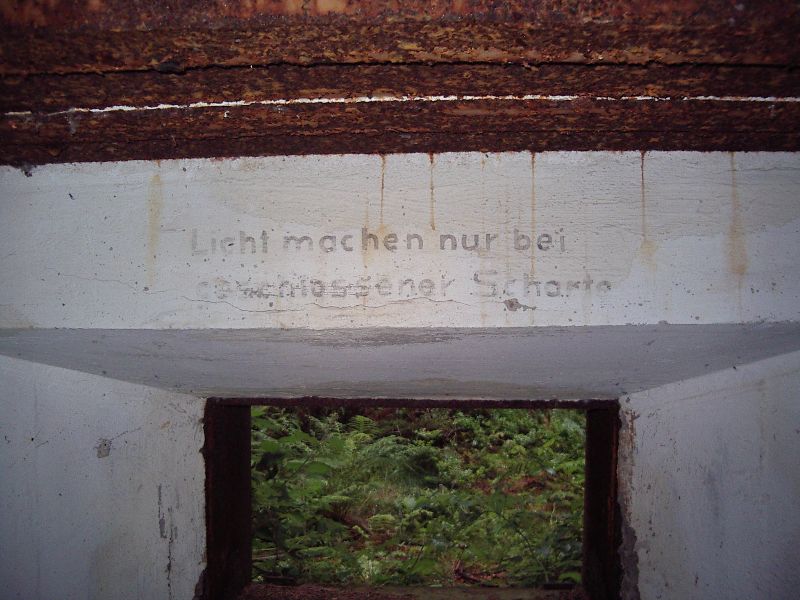 Licht machen nur bei
geschlossener Scharte